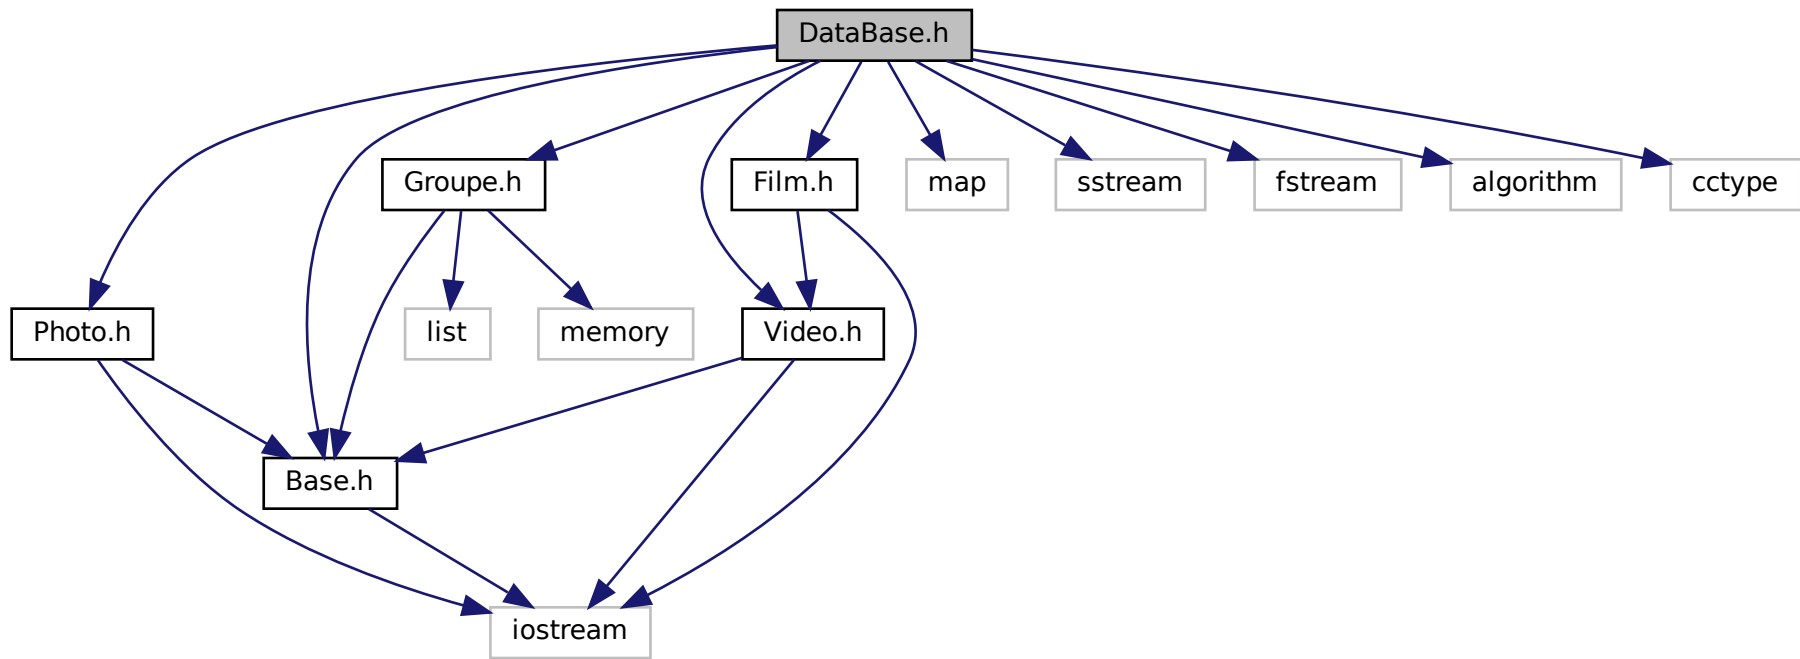 DataBase.h
Groupe.h
Film.h
map
sstream
fstream
algorithm
cctype
Photo.h
list
memory
Video.h
Base.h
iostream